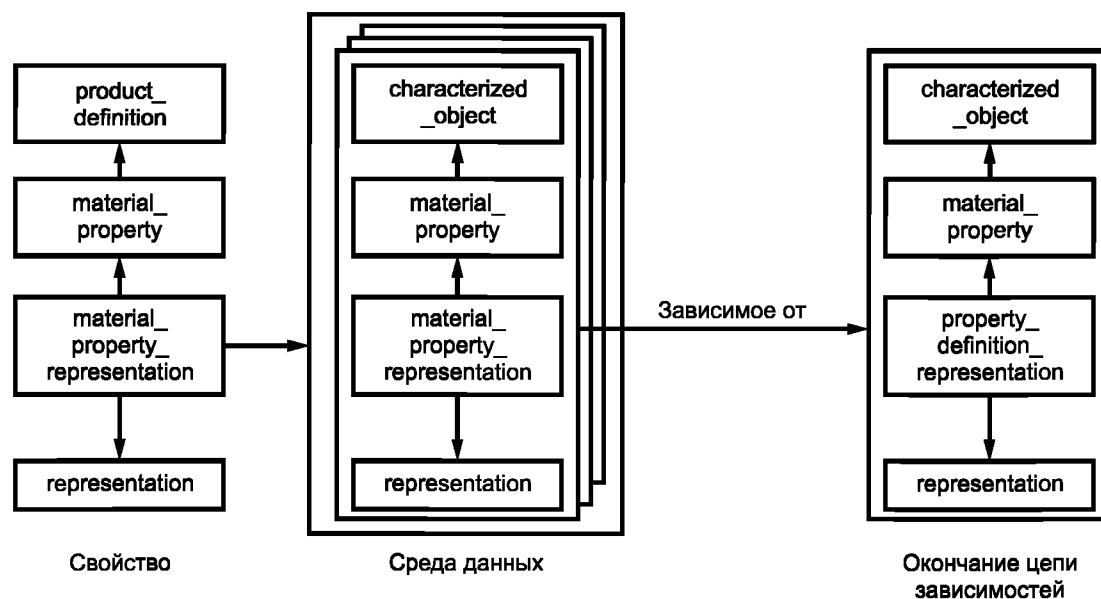 product_
definition
material_
property
material_
property_
representation
representation
Свойство
characterized
_object
material_
property
material_
property_
representation
representation
Среда данных
Зависимое от
characterized
_object
material_
property
property_
definition_
representation
representation
Окончание цепи
зависимостей